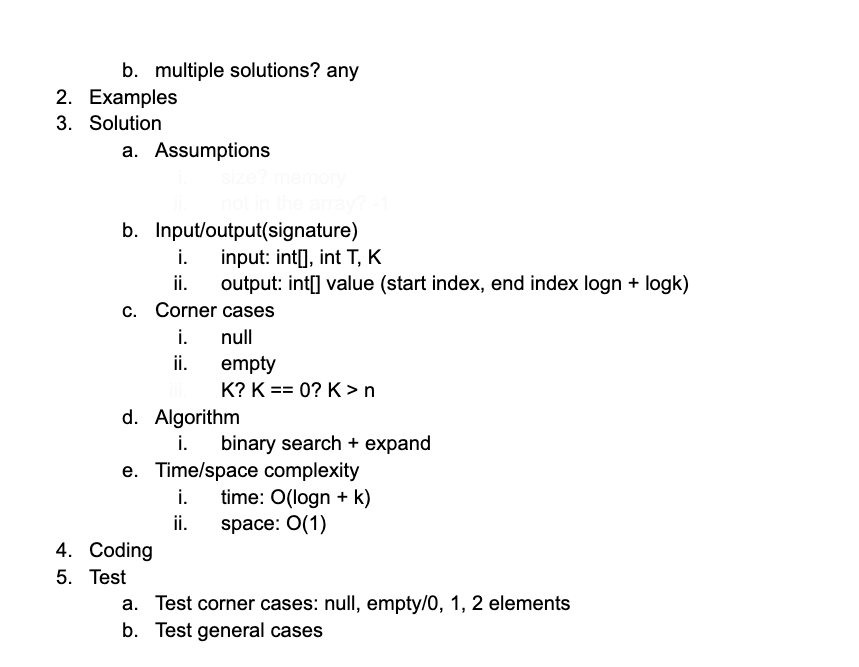 b. multiple solutions? any
2. Examples
3. Solution
a. Assumptions
i. size? memory
ii. not in the array? -1
b. Input/output(signature)
i. input: int[], int T, K
ii. output: int[] value (start index, end index logn + logk)
c. Corner cases
i. null
ii. empty
iii. K? K == 0? K > n
d. Algorithm
i. binary search + expand
e. Time/space complexity
i. time: O(logn + k)
ii. space: O(1)
4. Coding
5. Test
a. Test corner cases: null, empty/0, 1, 2 elements
b. Test general cases